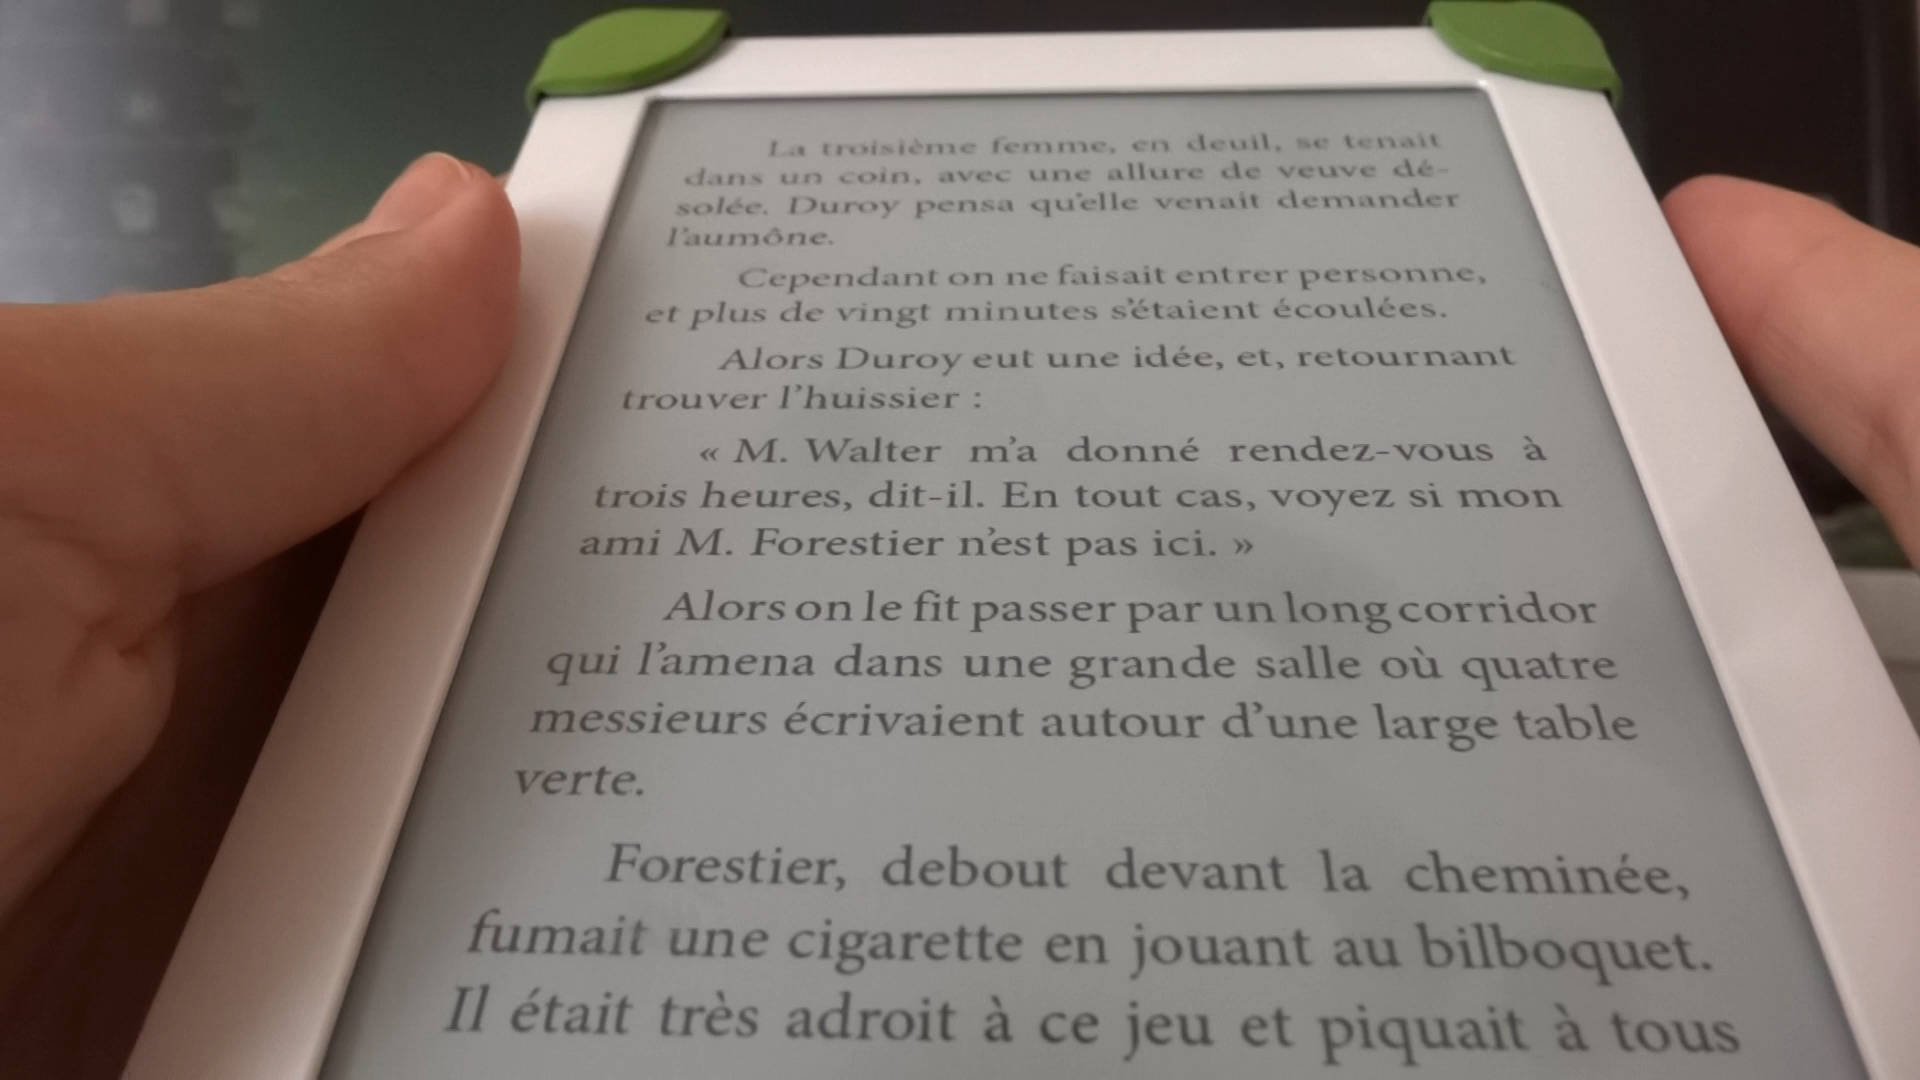 La troisième femme, en deuil, se tenait
dans un coin, avec une allure de veuve dé-
solée. Duroy pensa qu’elle venait demander
l’aumône.
Cependant on ne faisait entrer personne,
et plus de vingt minutes s’étaient écoulées.
Alors Duroy eut une idée, et, retournant
trouver l’huissier :
« M. Walter m’a donné rendez-vous à
trois heures, dit-il. En tout cas, voyez si mon
ami M. Forestier n’est pas ici. »
Alors on le fit passer par un long corridor
qui l’amena dans une grande salle où quatre
messieurs écrivaient autour d’une large table
verte.
Forestier, debout devant la cheminée,
fumait une cigarette en jouant au bilboquet.
Il était très adroit à ce jeu et piquait à tous